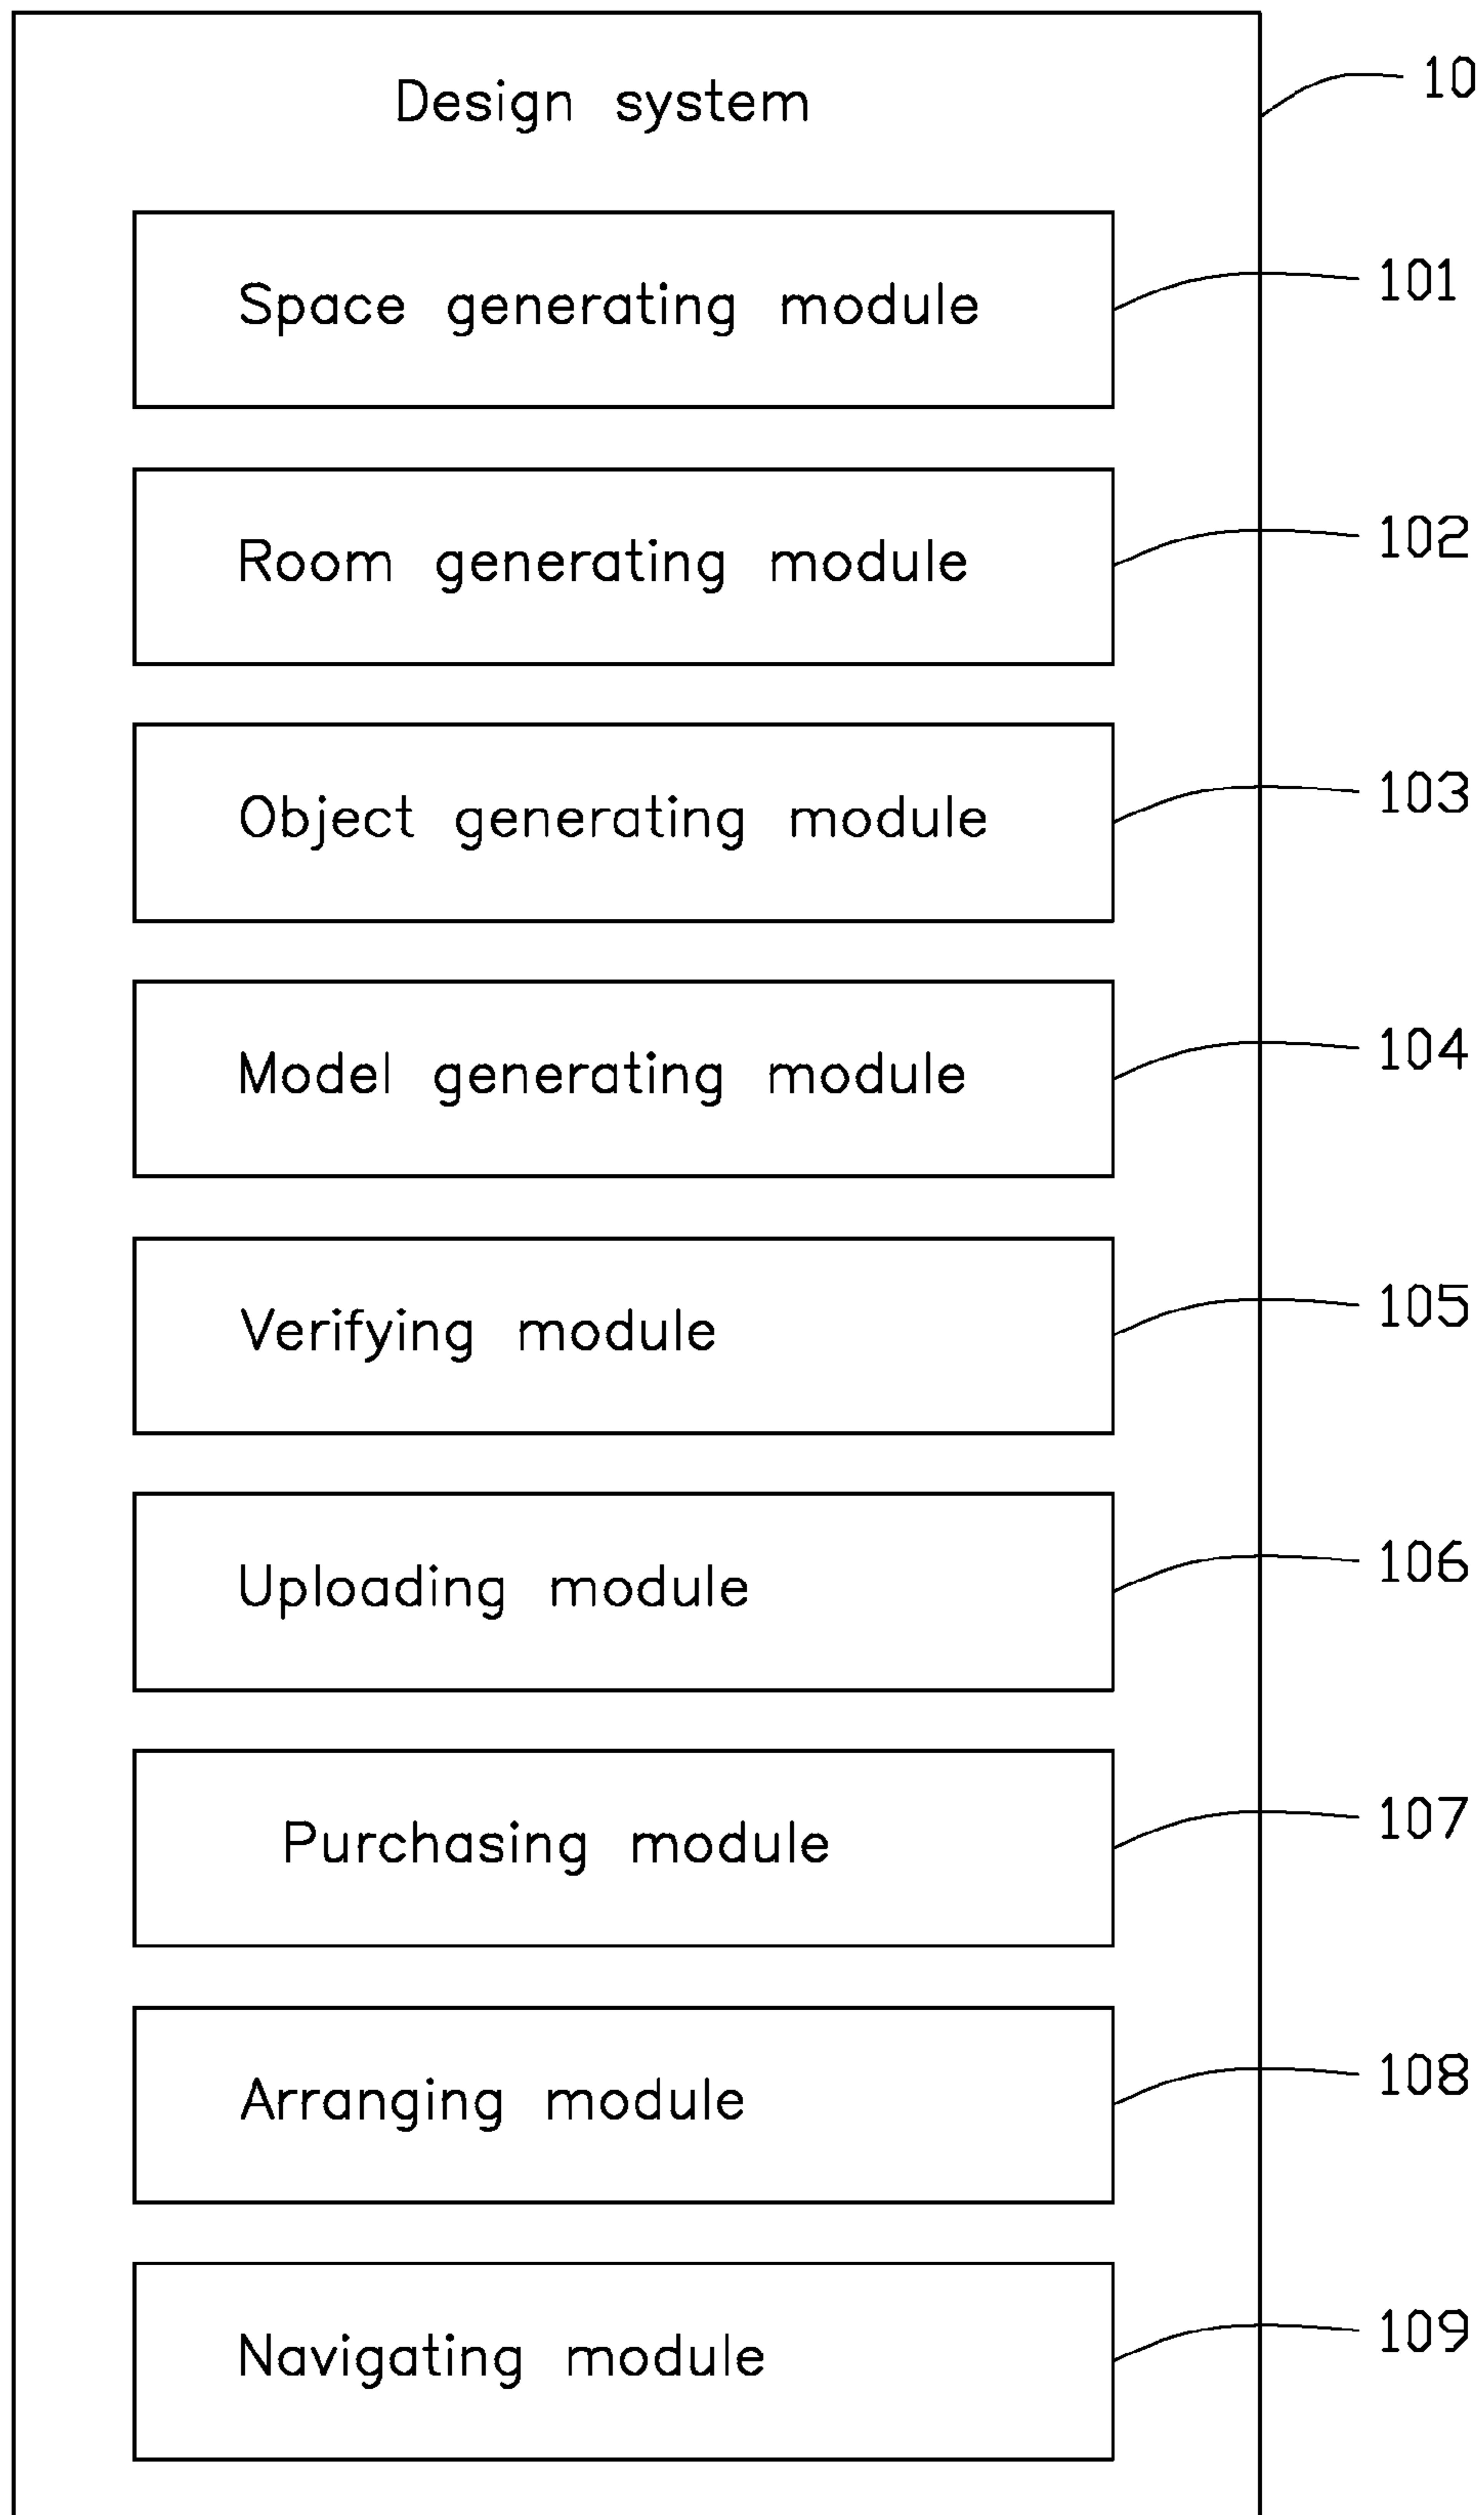 Design system 10
Space generating module 101
Room generating module 102
Object generating module 103
Model generating module 104
Verifying module 105
Uploading module 106
Purchasing module 107
Arranging module 108
Navigating module 109